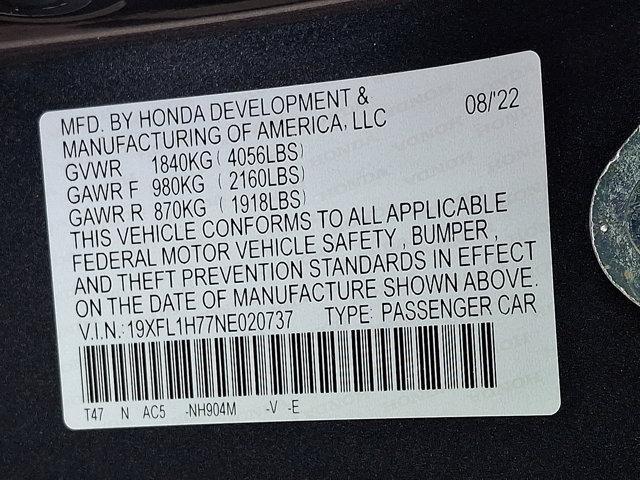 MFD. BY HONDA DEVELOPMENT &
MANUFACTURING OF AMERICA, LLC 08/'22
GVWR 1840KG ( 4056LBS)
GAWR F 980KG ( 2160LBS)
GAWR R 870KG ( 1918LBS)
THIS VEHICLE CONFORMS TO ALL APPLICABLE
FEDERAL MOTOR VEHICLE SAFETY , BUMPER ,
AND THEFT PREVENTION STANDARDS IN EFFECT
ON THE DATE OF MANUFACTURE SHOWN ABOVE.
V.I.N.:19XFL1H77NE020737 TYPE: PASSENGER CAR
T47 N AC5 -NH904M -V -E